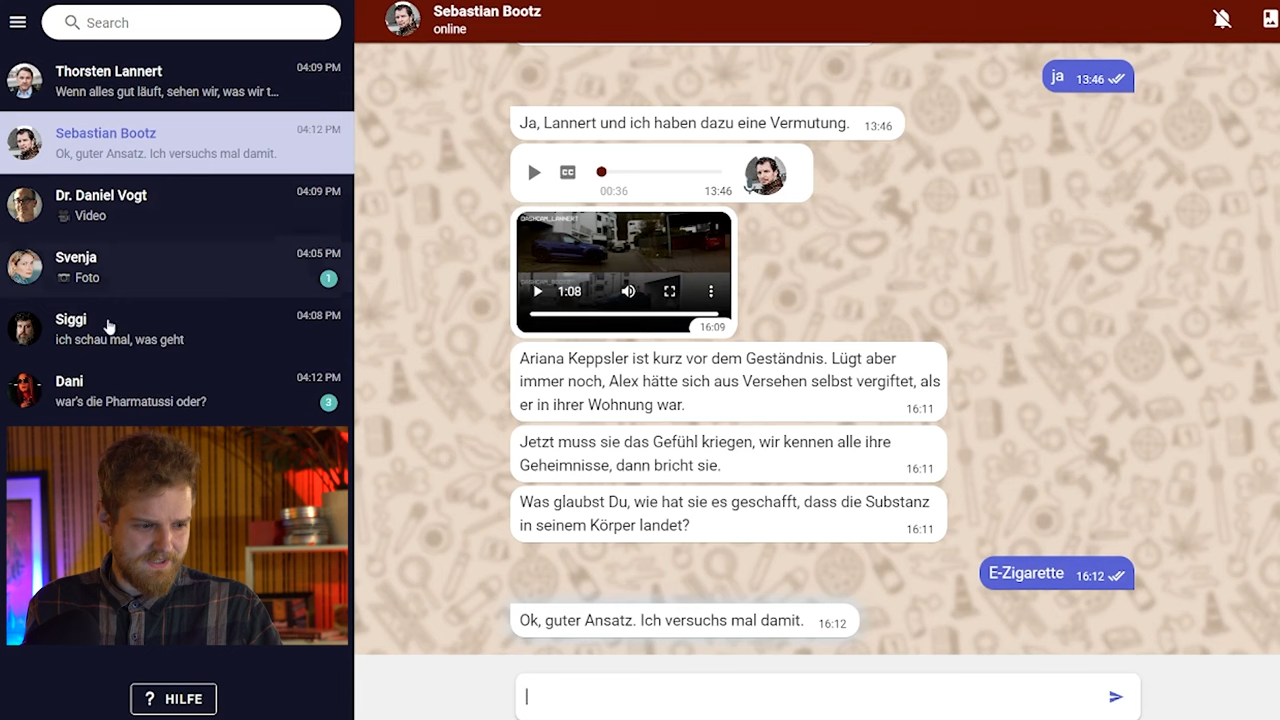 Search
Thorsten Lannert
04:09 PM
Wenn alles gut läuft, sehen wir, was wir t...
Sebastian Bootz
04:12 PM
Ok, guter Ansatz. Ich versuchs mal damit.
Dr. Daniel Vogt
04:09 PM
Video
Svenja
04:05 PM
Foto
1
Siggi
04:08 PM
ich schau mal, was geht
Dani
04:12 PM
war's die Pharmatussi oder?
3
? HILFE
Sebastian Bootz
online
ja 13:46
Ja, Lannert und ich haben dazu eine Vermutung. 13:46
CC
00:36 13:46
DASHCAM_LANNERT
1:08
16:09
Ariana Keppsler ist kurz vor dem Geständnis. Lügt aber
immer noch, Alex hätte sich aus Versehen selbst vergiftet, als
er in ihrer Wohnung war. 16:11
Jetzt muss sie das Gefühl kriegen, wir kennen alle ihre
Geheimnisse, dann bricht sie. 16:11
Was glaubst Du, wie hat sie es geschafft, dass die Substanz
in seinem Körper landet? 16:11
E-Zigarette 16:12
Ok, guter Ansatz. Ich versuchs mal damit. 16:12